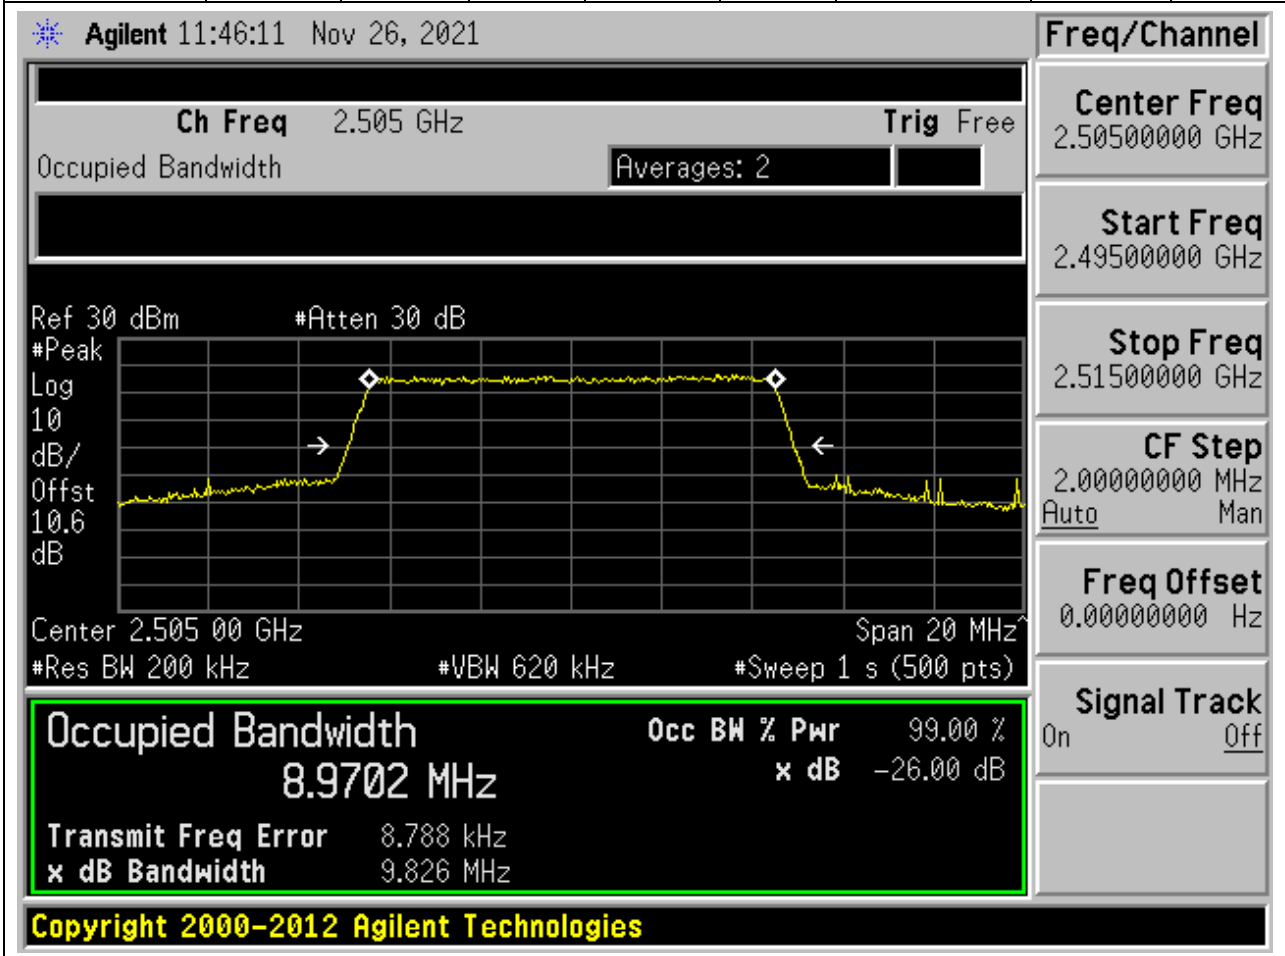 Agilent 11:46:11 Nov 26, 2021
Freq/Channel
Ch Freq 2.505 GHz
Trig Free
Occupied Bandwidth
Averages: 2
Center Freq
2.50500000 GHz
Start Freq
2.49500000 GHz
Stop Freq
2.51500000 GHz
CF Step
2.00000000 MHz
Auto Man
Freq Offset
0.00000000 Hz
Signal Track
On Off
Ref 30 dBm #Atten 30 dB
#Peak
Log
10
dB/
Offst
10.6
dB
Center 2.505 00 GHz Span 20 MHz^
#Res BW 200 kHz #VBW 620 kHz #Sweep 1 s (500 pts)
Occupied Bandwidth
8.9702 MHz
Occ BW % Pwr 99.00 %
x dB -26.00 dB
Transmit Freq Error 8.788 kHz
x dB Bandwidth 9.826 MHz
Copyright 2000-2012 Agilent Technologies